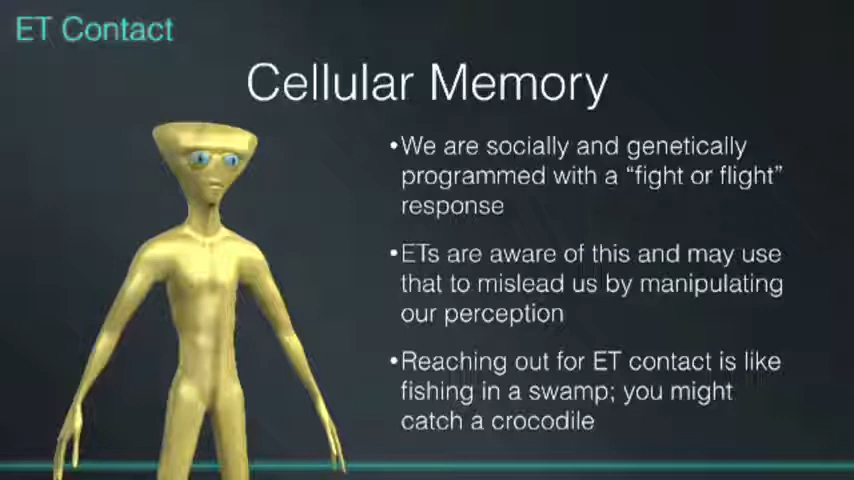 ET Contact
Cellular Memory
•We are socially and genetically
programmed with a “fight or flight”
response
•ETs are aware of this and may use
that to mislead us by manipulating
our perception
•Reaching out for ET contact is like
fishing in a swamp; you might
catch a crocodile